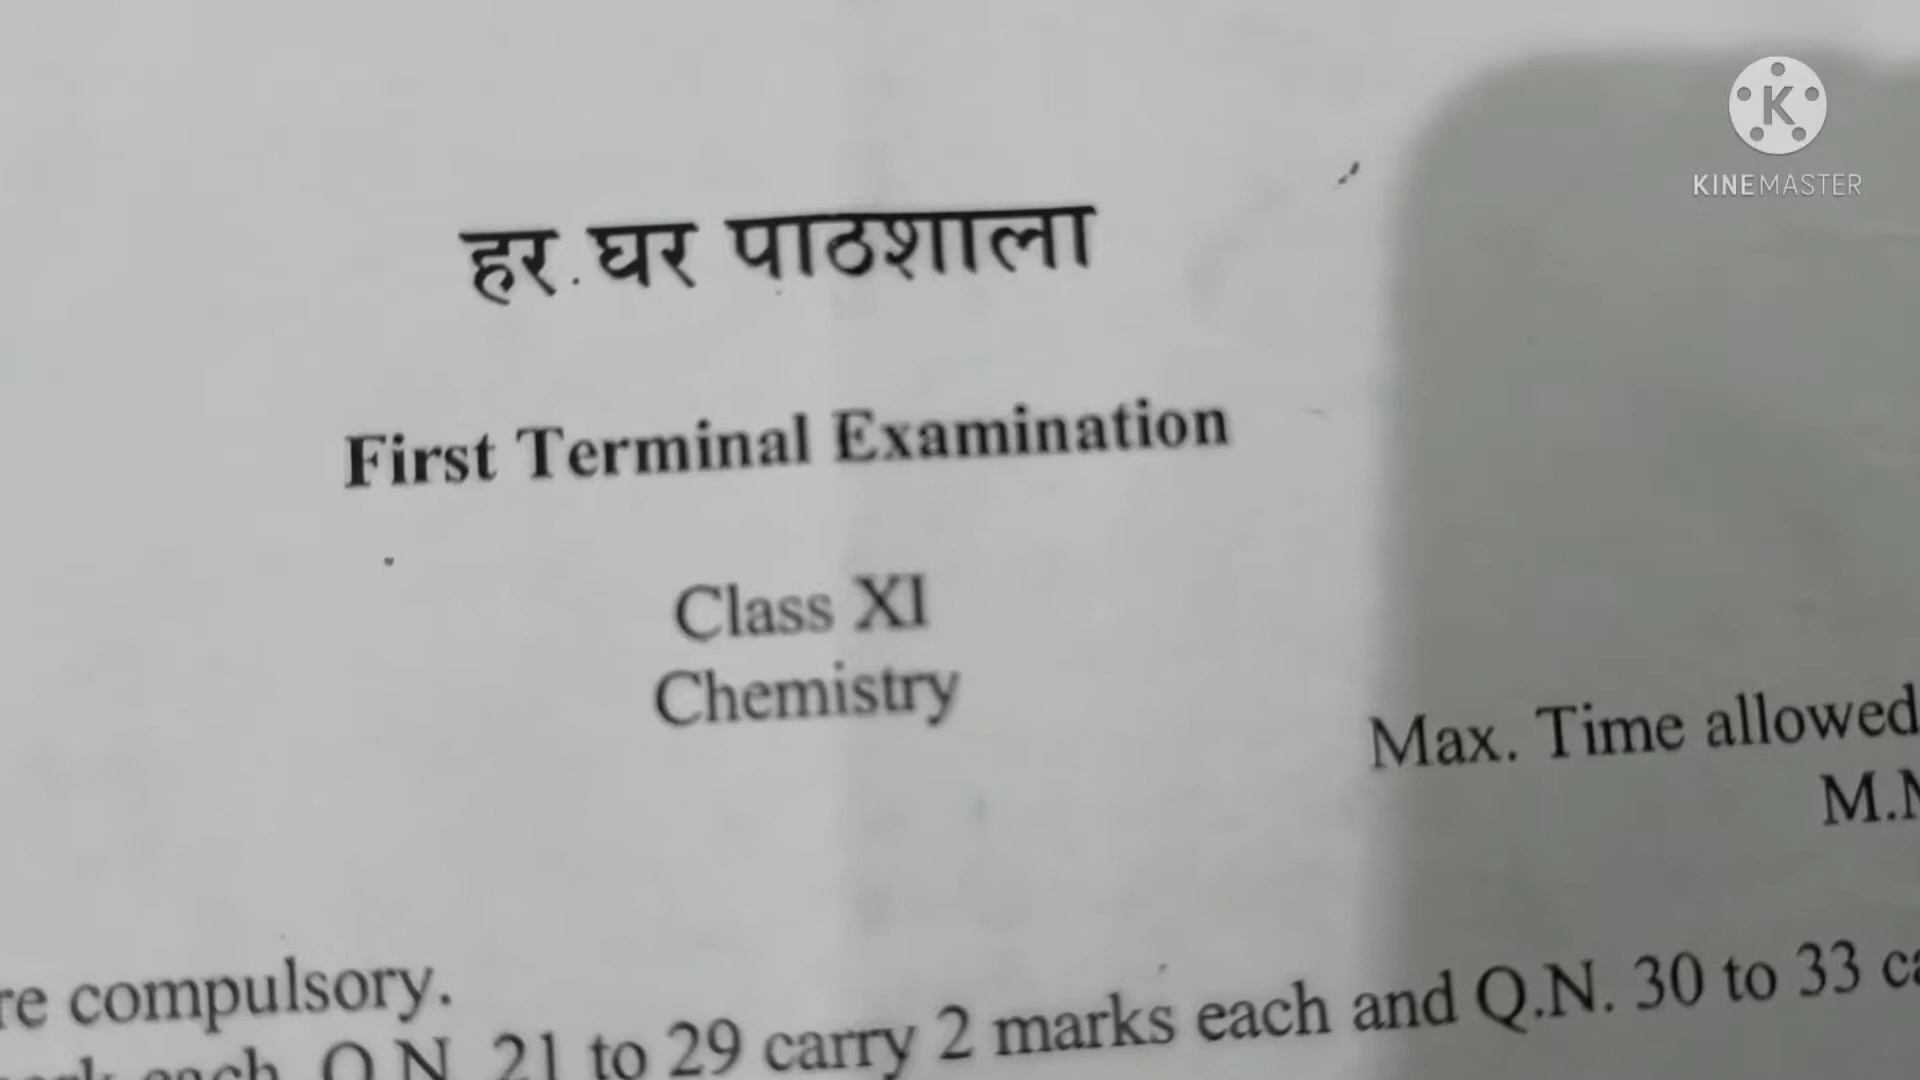 KINEMASTER
हर घर पाठशाला
First Terminal Examination
Class XI
Chemistry
Max. Time allowed
compulsory.
each. Q.N. 21 to 29 carry 2 marks each and Q.N. 30 to 33